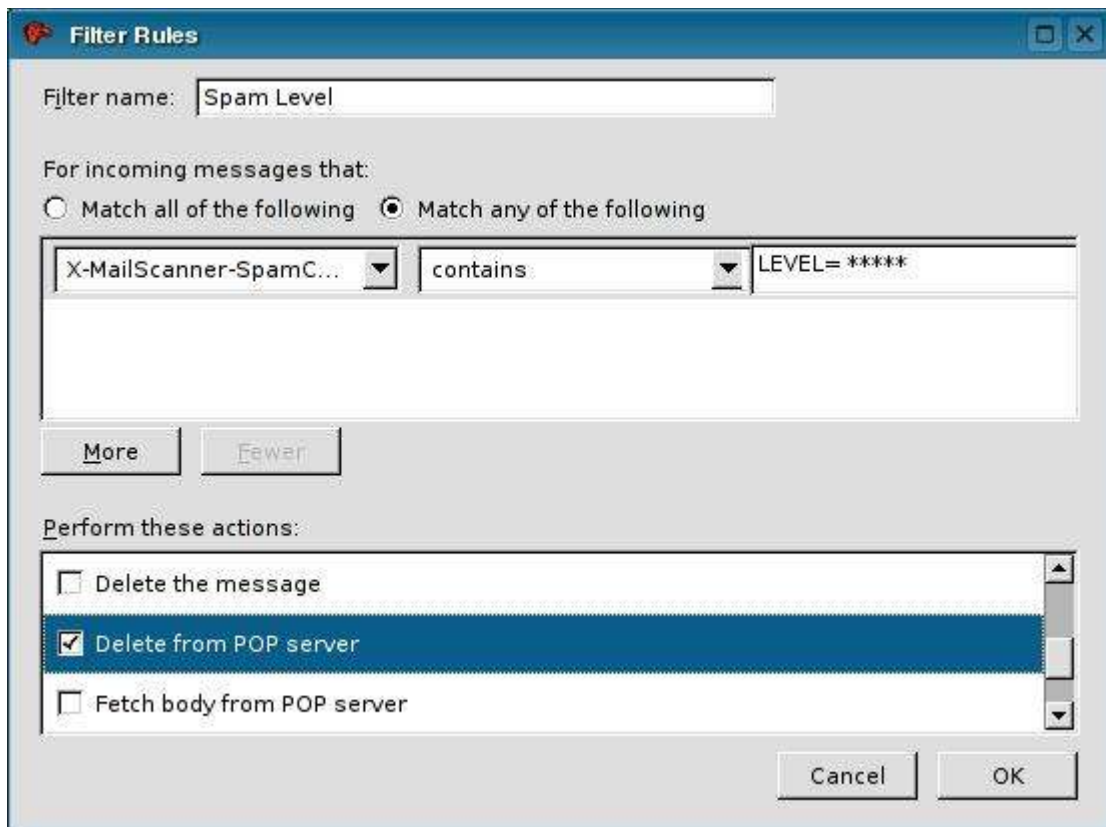 Filter Rules
Filter name: Spam Level
For incoming messages that:
Match all of the following Match any of the following
X-MailScanner-SpamC... contains LEVEL= *****
More Fewer
Perform these actions:
Delete the message
Delete from POP server
Fetch body from POP server
Cancel OK